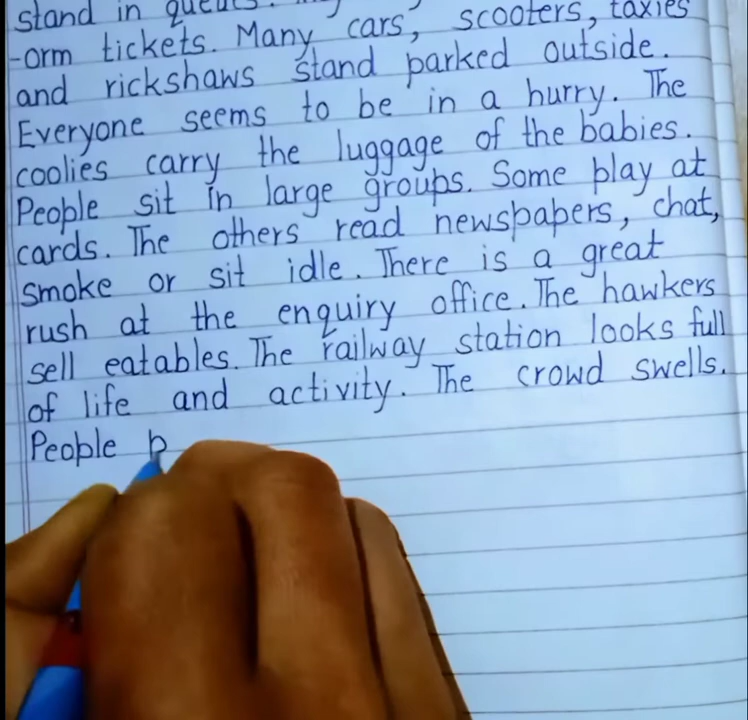 stand in queues.
-orm tickets. Many cars, scooters, taxies
and rickshaws stand parked outside.
Everyone seems to be in a hurry. The
coolies carry the luggage of the babies.
People sit in large groups. Some play at
cards. The others read newspapers, chat,
smoke or sit idle. There is a great
rush at the enquiry office. The hawkers
sell eatables. The railway station looks full
of life and activity. The crowd swells.
People p